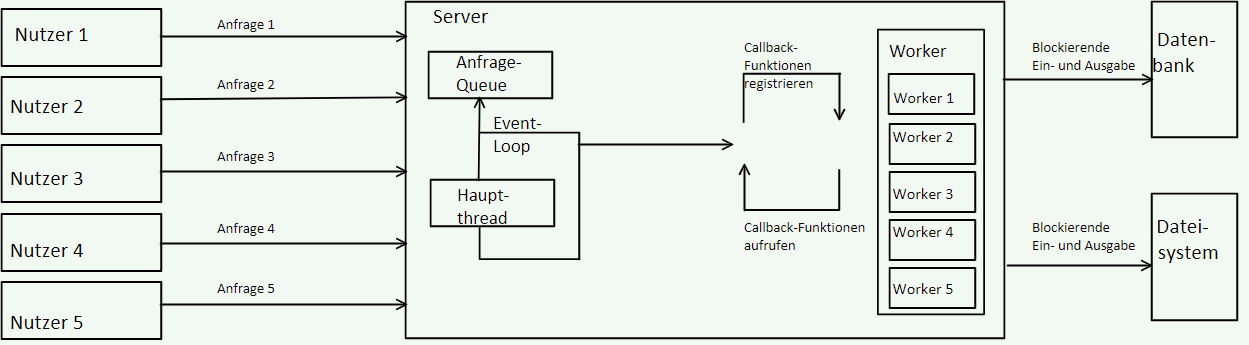 Nutzer 1
Nutzer 2
Nutzer 3
Nutzer 4
Nutzer 5
Anfrage 1
Anfrage 2
Anfrage 3
Anfrage 4
Anfrage 5
Server
Anfrage-
Queue
Event-
Loop
Haupt-
thread
Callback-
Funktionen
registrieren
Callback-Funktionen
aufrufen
Worker
Worker 1
Worker 2
Worker 3
Worker 4
Worker 5
Blockierende
Ein- und Ausgabe
Daten-
bank
Blockierende
Ein- und Ausgabe
Datei-
system